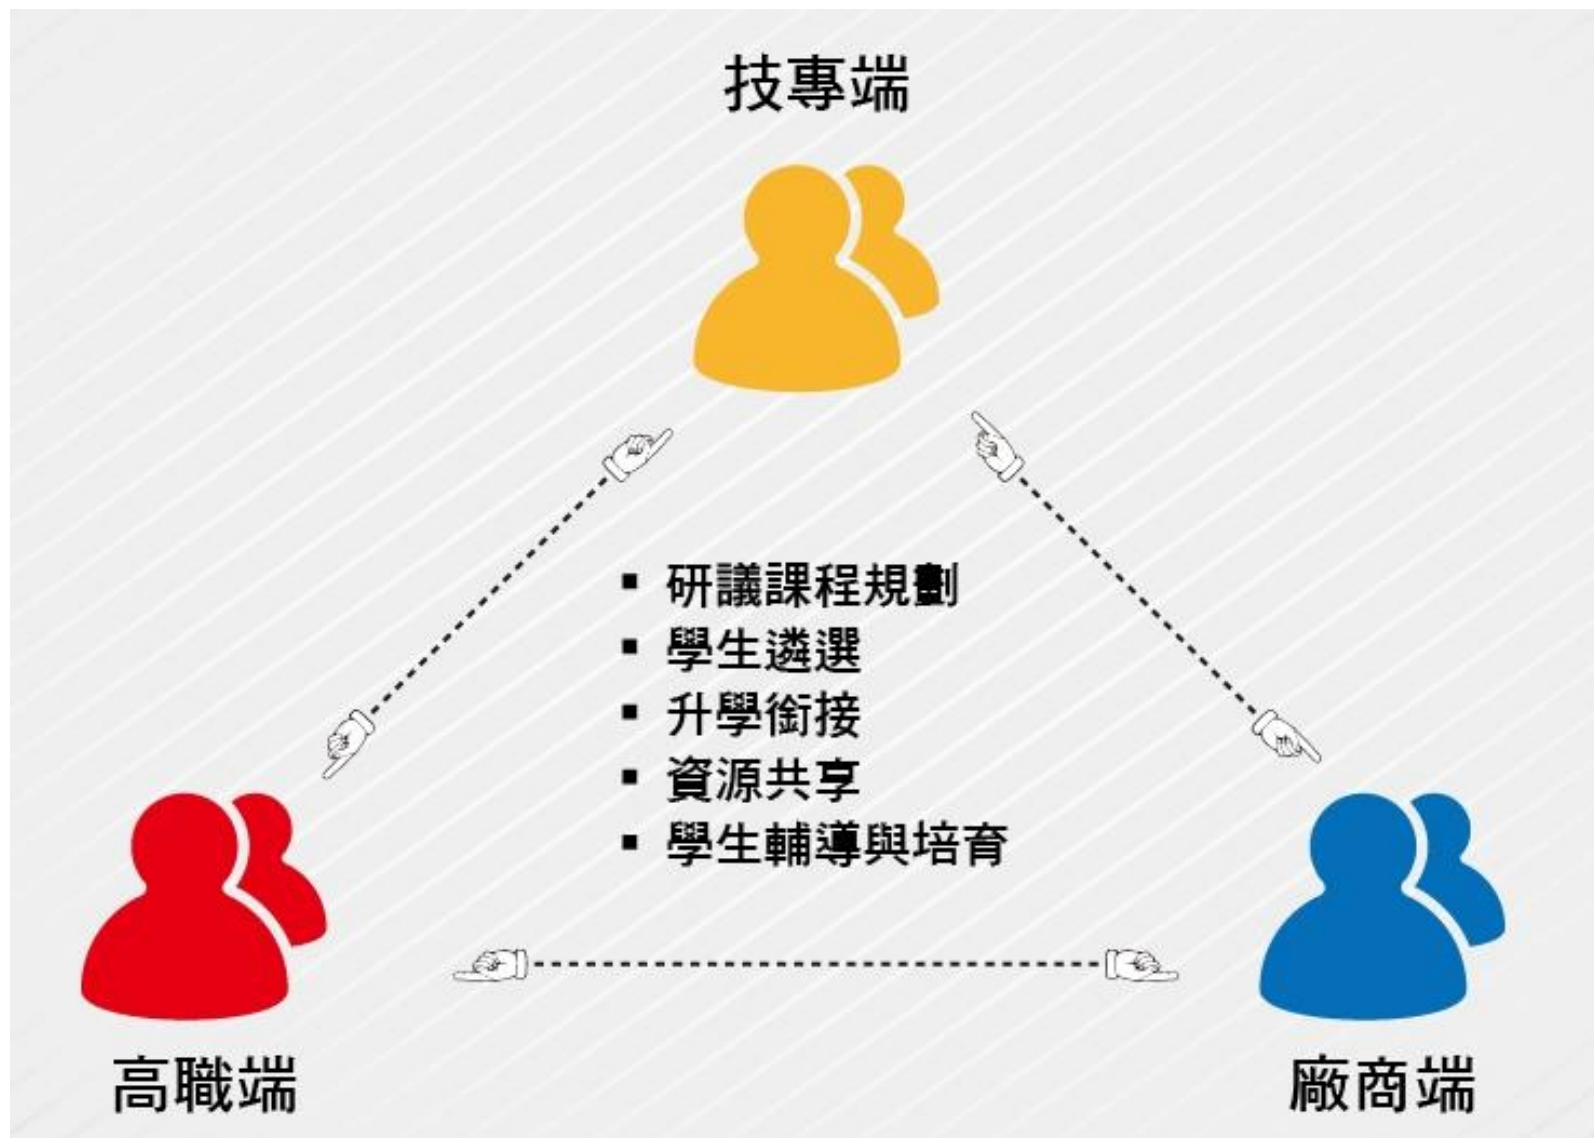 技專端
▪ 研議課程規劃
▪ 學生遴選
▪ 升學銜接
▪ 資源共享
▪ 學生輔導與培育
高職端
廠商端